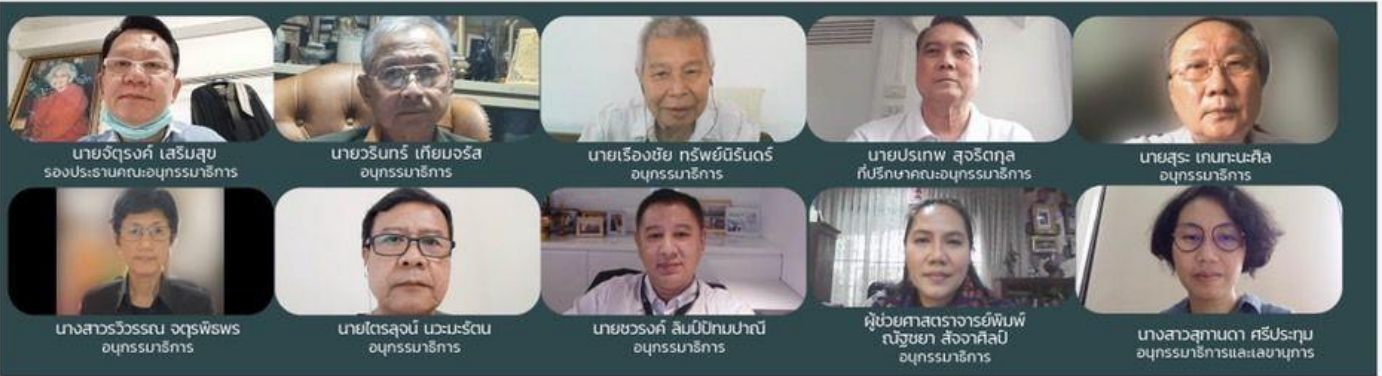 นายจัตุรงค์ เสริมสุข
รองประธานคณะอนุกรรมาธิการ
นายวรินทร์ เทียมจรัส
อนุกรรมาธิการ
นายเรืองชัย ทรัพย์นิรันดร์
อนุกรรมาธิการ
นายปรเทพ สุจริตกุล
ที่ปรึกษาคณะอนุกรรมาธิการ
นายสุระ เกนทะนะศิล
อนุกรรมาธิการ
นางสาวรวิวรรณ จตุรพิธพร
อนุกรรมาธิการ
นายไตรลุจน์ นวะมะรัตน
อนุกรรมาธิการ
นายชวรงค์ ลิมป์ปัทมปาณี
อนุกรรมาธิการ
ผู้ช่วยศาสตราจารย์พิมพ์
ณัฐชยา สัจจาศิลป์
อนุกรรมาธิการ
นางสาวสุกานดา ศรีประทุม
อนุกรรมาธิการและเลขานุการ